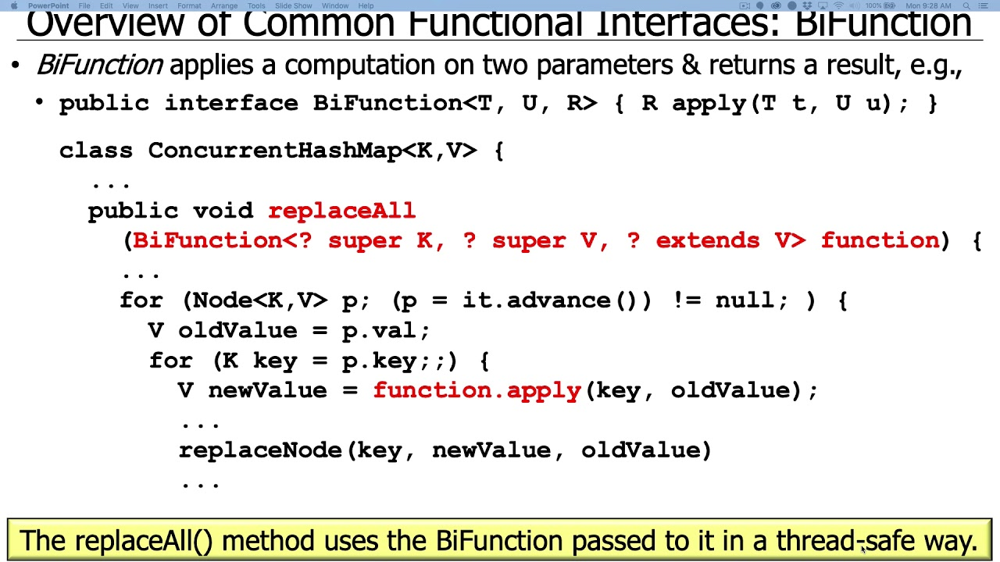 PowerPoint File Edit View Insert Format Arrange Tools Slide Show Window Help 100% Mon 9:28 AM
Overview of Common Functional Interfaces: BiFunction
• BiFunction applies a computation on two parameters & returns a result, e.g.,
• public interface BiFunction<T, U, R> { R apply(T t, U u); }
class ConcurrentHashMap<K,V> {
...
public void replaceAll
(BiFunction<? super K, ? super V, ? extends V> function) {
...
for (Node<K,V> p; (p = it.advance()) != null; ) {
V oldValue = p.val;
for (K key = p.key;;) {
V newValue = function.apply(key, oldValue);
...
replaceNode(key, newValue, oldValue)
...
The replaceAll() method uses the BiFunction passed to it in a thread-safe way.